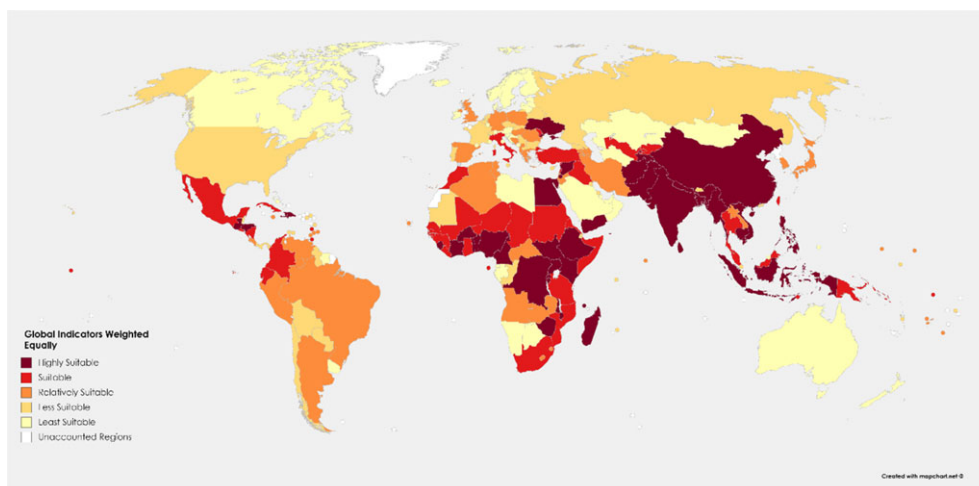 Global Indicators Weighted
Equally
Highly Suitable
Suitable
Relatively Suitable
Less Suitable
Least Suitable
Unaccounted Regions
Created with mapchart.net ©